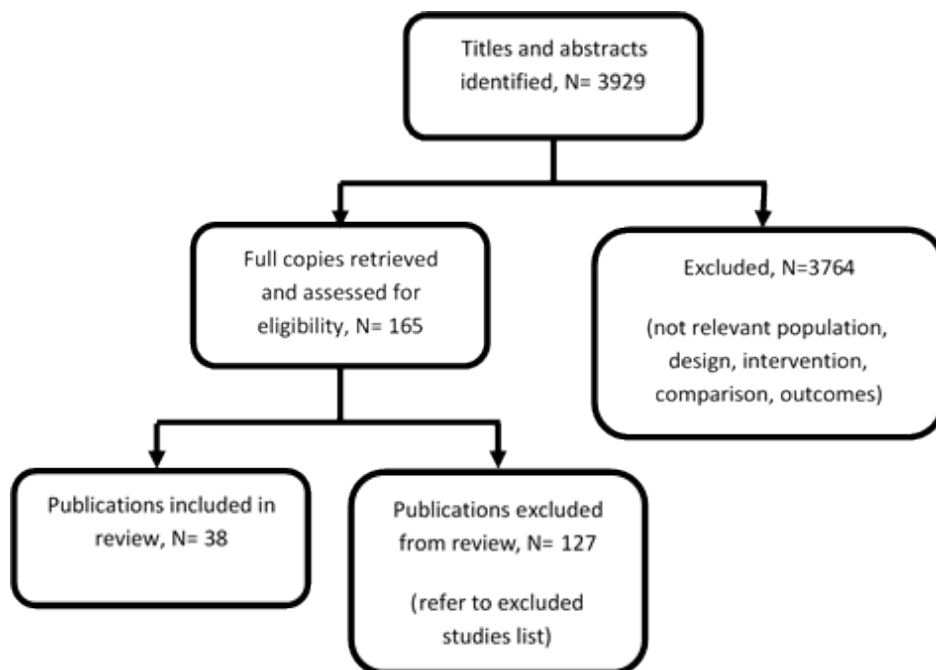 Titles and abstracts
identified, N= 3929
Full copies retrieved
and assessed for
eligibility, N= 165
Excluded, N=3764
(not relevant population,
design, intervention,
comparison, outcomes)
Publications included in
review, N= 38
Publications excluded
from review, N= 127
(refer to excluded
studies list)